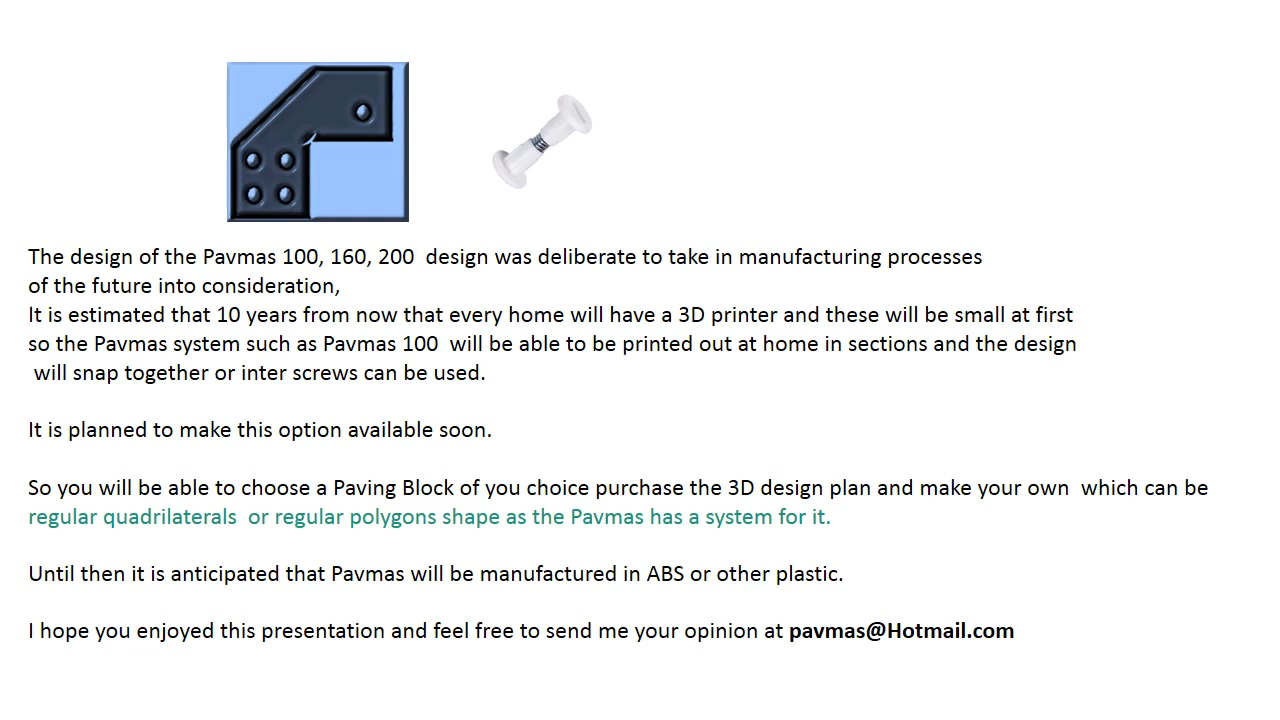 The design of the Pavmas 100, 160, 200  design was deliberate to take in manufacturing processes
of the future into consideration,
It is estimated that 10 years from now that every home will have a 3D printer and these will be small at first
so the Pavmas system such as Pavmas 100  will be able to be printed out at home in sections and the design
will snap together or inter screws can be used.
It is planned to make this option available soon.
So you will be able to choose a Paving Block of you choice purchase the 3D design plan and make your own  which can be
regular quadrilaterals  or regular polygons shape as the Pavmas has a system for it.
Until then it is anticipated that Pavmas will be manufactured in ABS or other plastic.
I hope you enjoyed this presentation and feel free to send me your opinion at pavmas@Hotmail.com